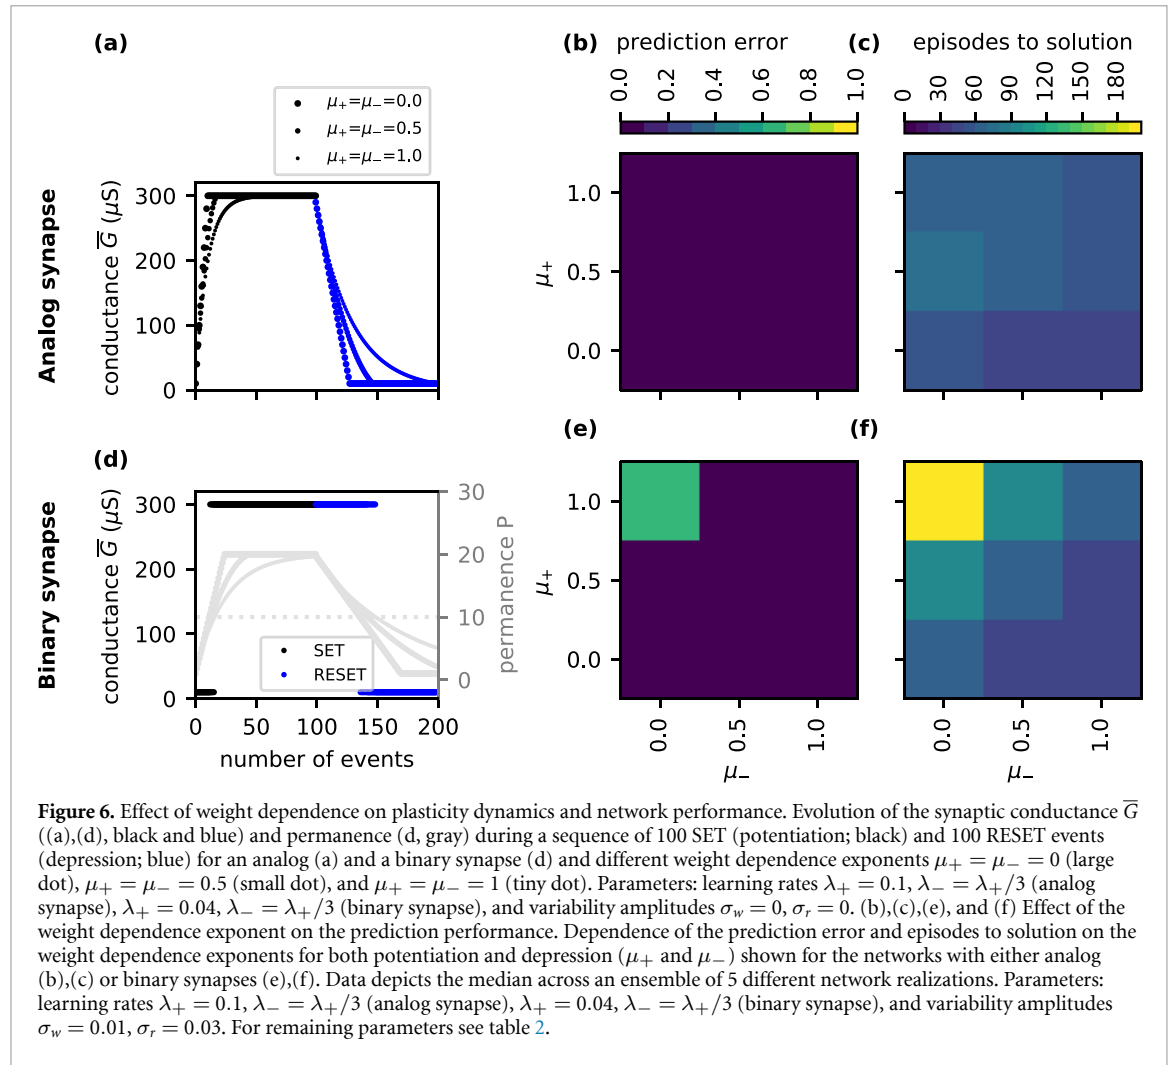 (a)
μ₊=μ₋=0.0
μ₊=μ₋=0.5
μ₊=μ₋=1.0
Analog synapse
conductance G̅ (μS)
300
200
100
0
0 50 100 150 200
(b) prediction error
0.0 0.2 0.4 0.6 0.8 1.0
μ₊
1.0
0.5
0.0
(c) episodes to solution
0 30 60 90 120 150 180
(d)
Binary synapse
conductance G̅ (μS)
300
200
100
0
30
20
10
0
permanence P
SET
RESET
0 50 100 150 200
number of events
(e)
μ₊
1.0
0.5
0.0
0.0 0.5 1.0
μ₋
(f)
0.0 0.5 1.0
μ₋
Figure 6. Effect of weight dependence on plasticity dynamics and network performance. Evolution of the synaptic conductance G̅
((a),(d), black and blue) and permanence (d, gray) during a sequence of 100 SET (potentiation; black) and 100 RESET events
(depression; blue) for an analog (a) and a binary synapse (d) and different weight dependence exponents μ₊ = μ₋ = 0 (large
dot), μ₊ = μ₋ = 0.5 (small dot), and μ₊ = μ₋ = 1 (tiny dot). Parameters: learning rates λ₊ = 0.1, λ₋ = λ₊/3 (analog
synapse), λ₊ = 0.04, λ₋ = λ₊/3 (binary synapse), and variability amplitudes σ_w = 0, σ_r = 0. (b),(c),(e), and (f) Effect of the
weight dependence exponent on the prediction performance. Dependence of the prediction error and episodes to solution on the
weight dependence exponents for both potentiation and depression (μ₊ and μ₋) shown for the networks with either analog
(b),(c) or binary synapses (e),(f). Data depicts the median across an ensemble of 5 different network realizations. Parameters:
learning rates λ₊ = 0.1, λ₋ = λ₊/3 (analog synapse), λ₊ = 0.04, λ₋ = λ₊/3 (binary synapse), and variability amplitudes
σ_w = 0.01, σ_r = 0.03. For remaining parameters see table 2.